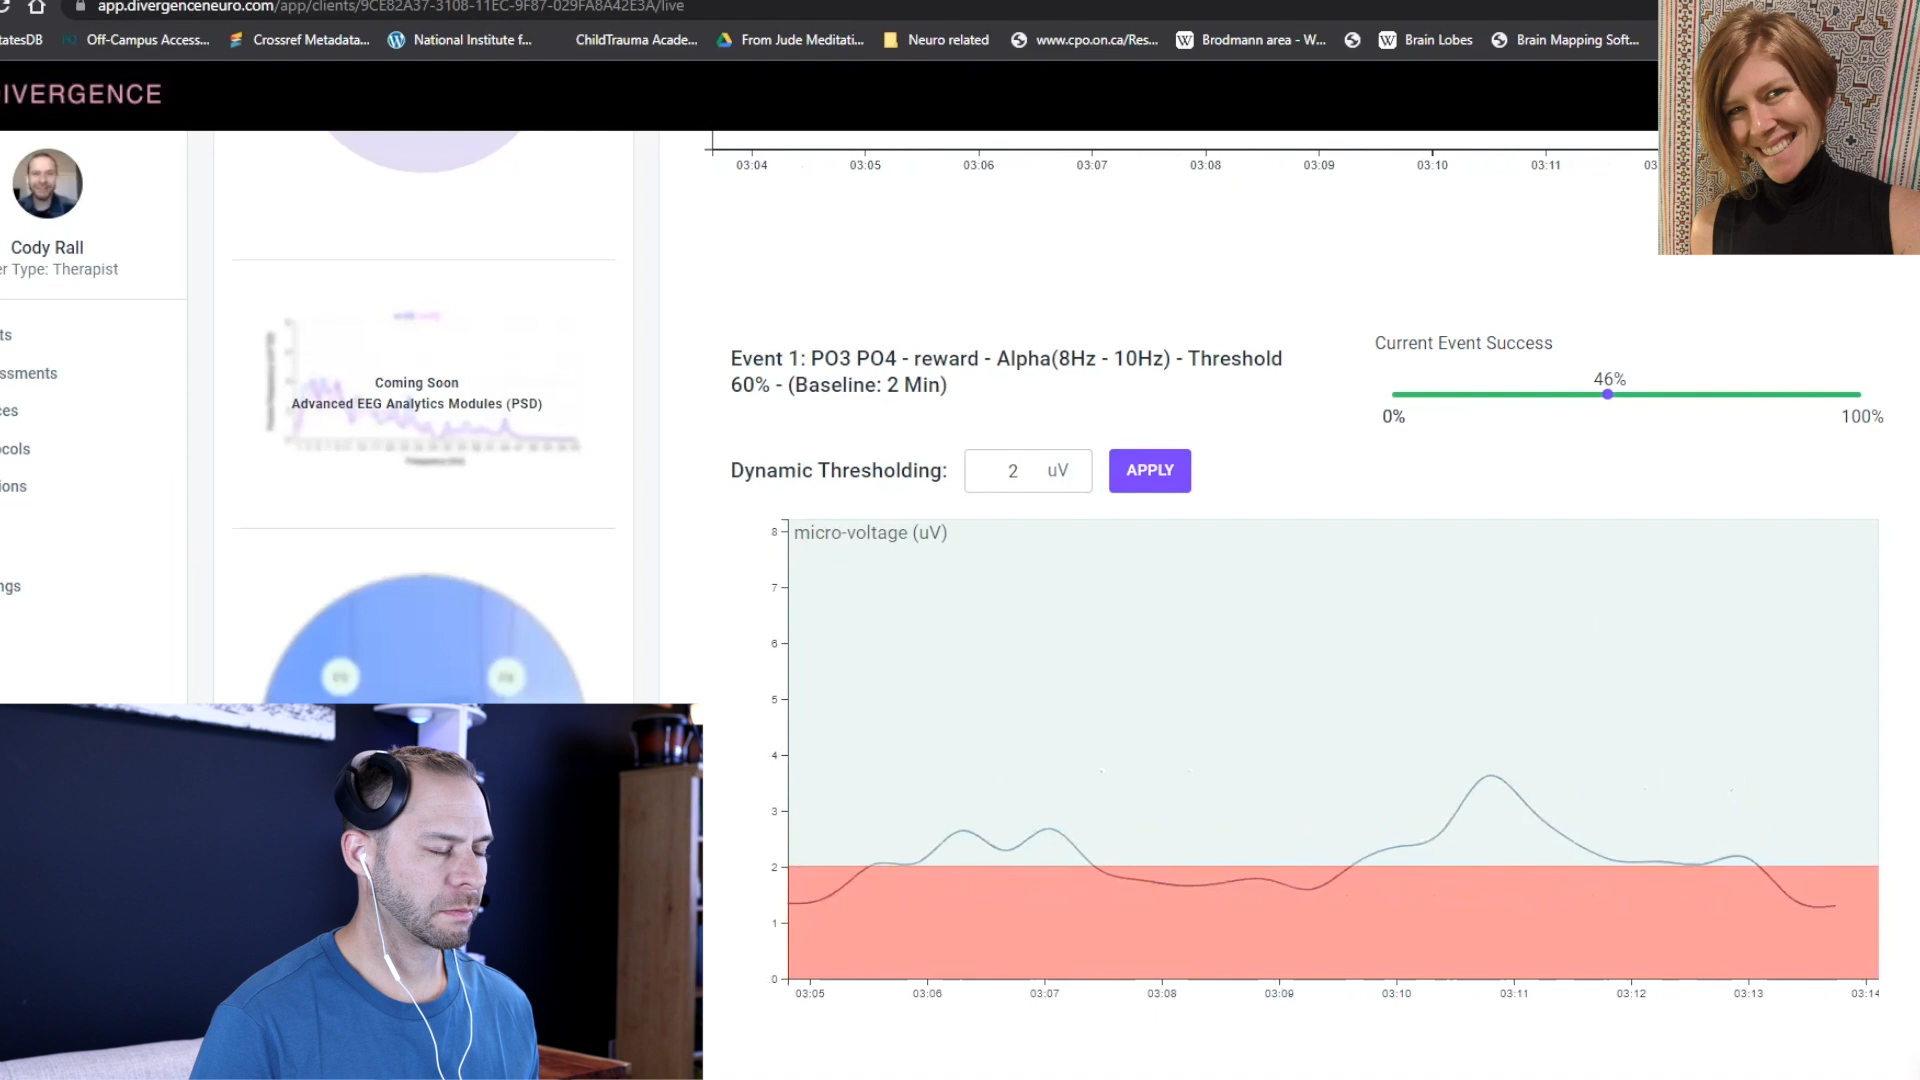 app.divergenceneuro.com/app/clients/9CE82A37-3108-11EC-9F87-029FA8A42E3A/live
tatesDB Off-Campus Access... Crossref Metadata... National Institute f... ChildTrauma Acade... From Jude Meditati... Neuro related www.cpo.on.ca/Res... Brodmann area - W... Brain Lobes Brain Mapping Soft...
IVERGENCE
03:04 03:05 03:06 03:07 03:08 03:09 03:10 03:11 03
Cody Rall
er Type: Therapist
ts
ssments
ces
ocols
ions
ngs
Coming Soon
Advanced EEG Analytics Modules (PSD)
Event 1: PO3 PO4 - reward - Alpha(8Hz - 10Hz) - Threshold
60% - (Baseline: 2 Min)
Current Event Success
46%
0% 100%
Dynamic Thresholding: 2 uV APPLY
micro-voltage (uV)
8
7
6
5
4
3
2
1
0
03:05 03:06 03:07 03:08 03:09 03:10 03:11 03:12 03:13 03:14